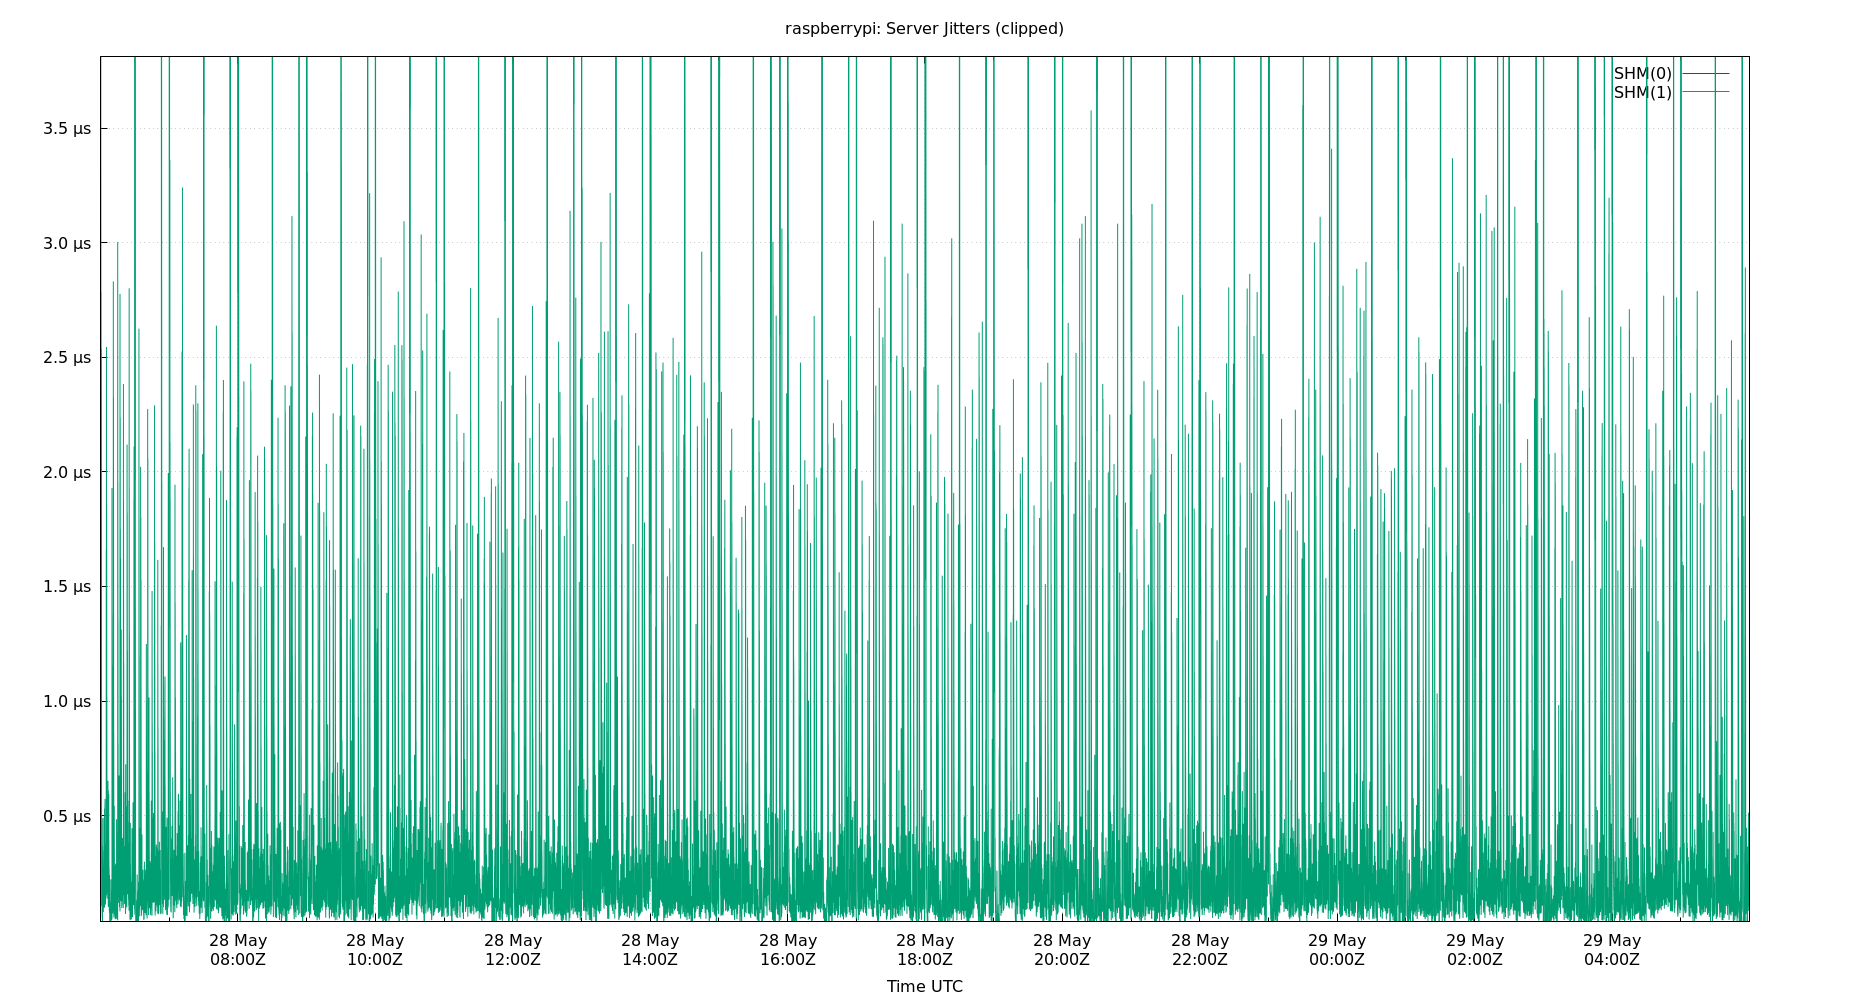 raspberrypi: Server Jitters (clipped)
SHM(0)
SHM(1)
3.5 µs
3.0 µs
2.5 µs
2.0 µs
1.5 µs
1.0 µs
0.5 µs
28 May 28 May 28 May 28 May 28 May 28 May 28 May 28 May 29 May 29 May 29 May
08:00Z 10:00Z 12:00Z 14:00Z 16:00Z 18:00Z 20:00Z 22:00Z 00:00Z 02:00Z 04:00Z
Time UTC